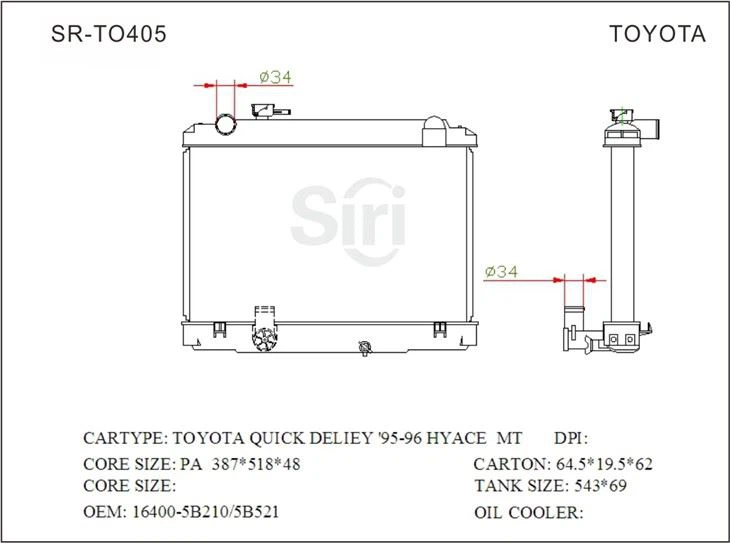 SR-TO405 TOYOTA
Ø34
Siri
Ø34
CARTYPE: TOYOTA QUICK DELIEY '95-96 HYACE MT DPI:
CORE SIZE: PA 387*518*48 CARTON: 64.5*19.5*62
CORE SIZE: TANK SIZE: 543*69
OEM: 16400-5B210/5B521 OIL COOLER: